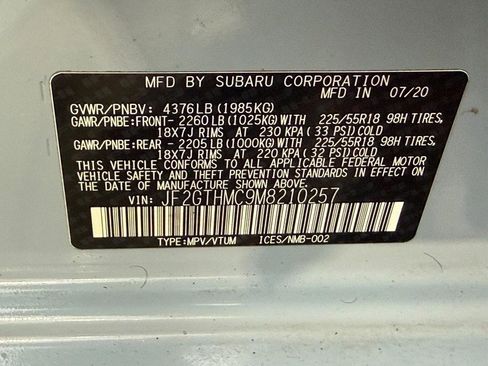 MFD BY SUBARU CORPORATION
MFD IN 07/20
GVWR/PNBV: 4376LB (1985KG)
GAWR/PNBE:FRONT- 2260LB (1025KG)WITH 225/55R18 98H TIRES,
18X7J RIMS AT 230 KPA (33 PSI)COLD
GAWR/PNBE:REAR- 2205LB (1000KG)WITH 225/55R18 98H TIRES,
18X7J RIMS AT 220 KPA (32 PSI)COLD
THIS VEHICLE CONFORMS TO ALL APPLICABLE FEDERAL MOTOR
VEHICLE SAFETY, BUMPER, AND THEFT PREVENTION STANDARDS IN EFFECT
ON THE DATE OF MANUFACTURE SHOWN ABOVE.
VIN: JF2GTHMC9M8210257
TYPE:MPV/VTUM ICES/NMB-002